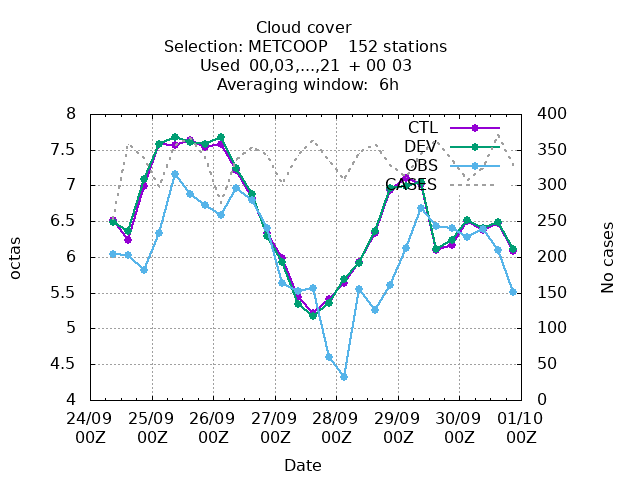 Cloud cover
Selection: METCOOP 152 stations
Used 00,03,...,21 + 00 03
Averaging window: 6h
8
7.5
7
6.5
6
5.5
5
4.5
4
octas
400
350
300
250
200
150
100
50
0
No cases
CTL
DEV
OBS
CASES
24/09 25/09 26/09 27/09 28/09 29/09 30/09 01/10
00Z 00Z 00Z 00Z 00Z 00Z 00Z 00Z
Date